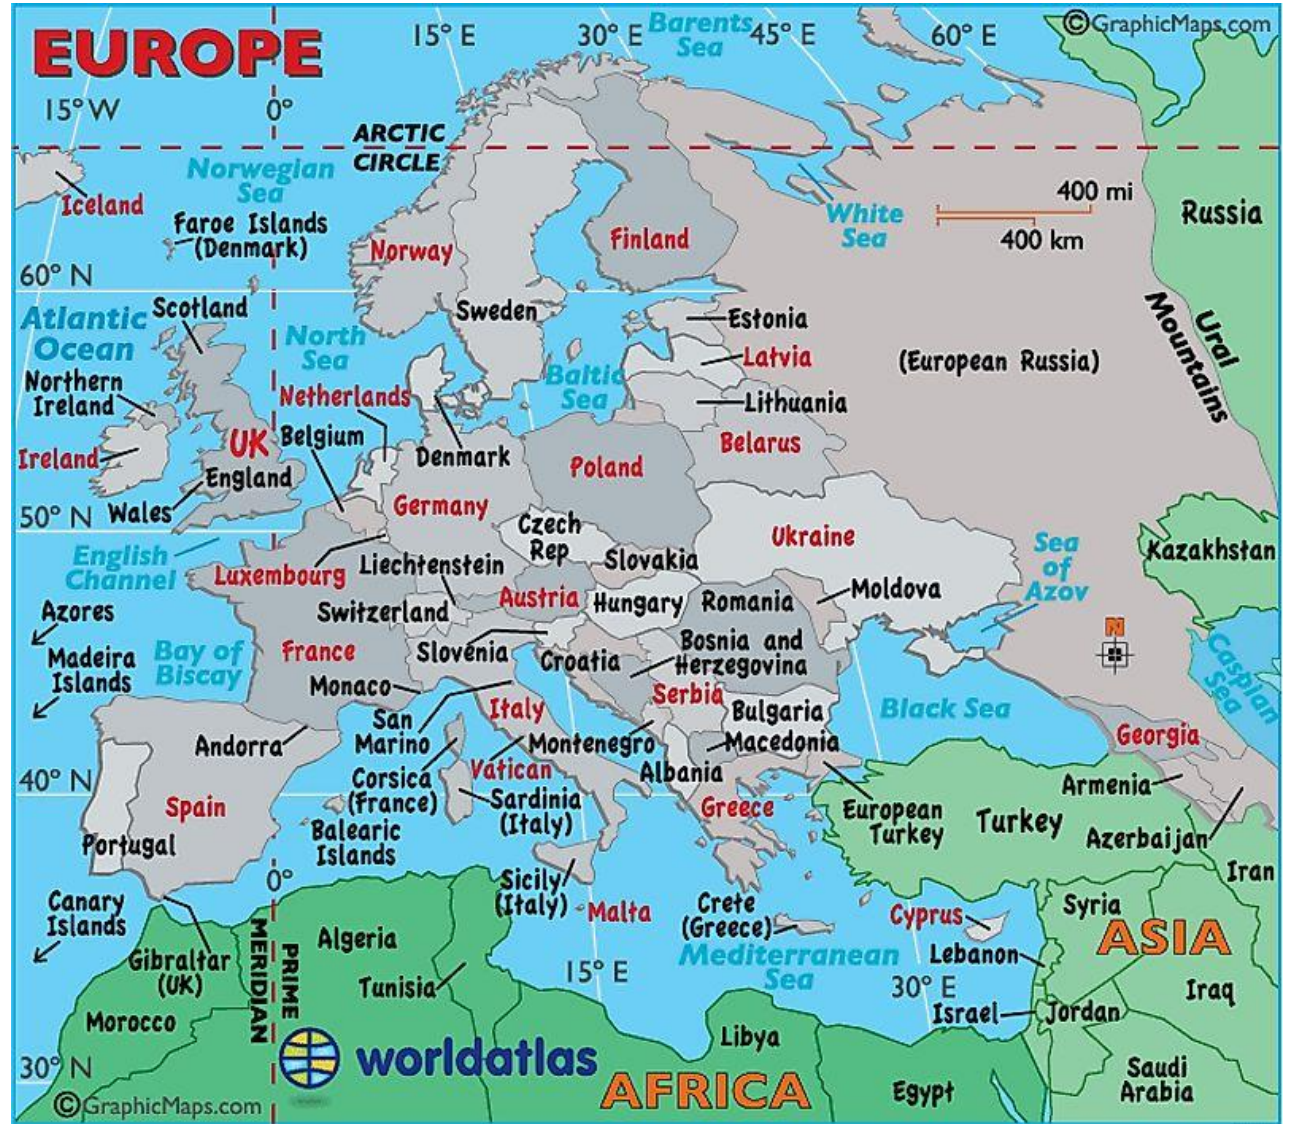 EUROPE
15° W
0°
15° E
30° E
Barents
Sea
45° E
60° E
©GraphicMaps.com
ARCTIC
CIRCLE
Norwegian
Sea
Iceland
Faroe Islands
(Denmark)
Norway
Finland
White
Sea
400 mi
400 km
Russia
60° N
Scotland
Atlantic
Ocean
North
Sea
Sweden
Estonia
Latvia
Ural
Mountains
(European Russia)
Northern
Ireland
Netherlands
Baltic
Sea
Lithuania
UK
Belgium
Belarus
Ireland
England
Denmark
Poland
Wales
Germany
50° N
Czech
Rep
Ukraine
English
Channel
Luxembourg
Liechtenstein
Slovakia
Sea
of
Azov
Kazakhstan
Azores
Switzerland
Austria
Hungary
Romania
Moldova
N
Madeira
Islands
Bay of
Biscay
France
Slovenia
Croatia
Bosnia and
Herzegovina
Caspian
Sea
Monaco
Serbia
Italy
Bulgaria
Black Sea
San
Marino
Andorra
Montenegro
Macedonia
Georgia
40° N
Corsica
(France)
Vatican
Albania
Armenia
Spain
Sardinia
(Italy)
Greece
European
Turkey
Turkey
Azerbaijan
Portugal
Balearic
Islands
Iran
0°
Sicily
(Italy)
Canary
Islands
Malta
Crete
(Greece)
Cyprus
Syria
ASIA
Gibraltar
(UK)
PRIME
MERIDIAN
Algeria
Mediterranean
Sea
Lebanon
15° E
30° E
Tunisia
Iraq
Morocco
Israel
Jordan
Libya
worldatlas
30° N
AFRICA
Egypt
Saudi
Arabia
©GraphicMaps.com